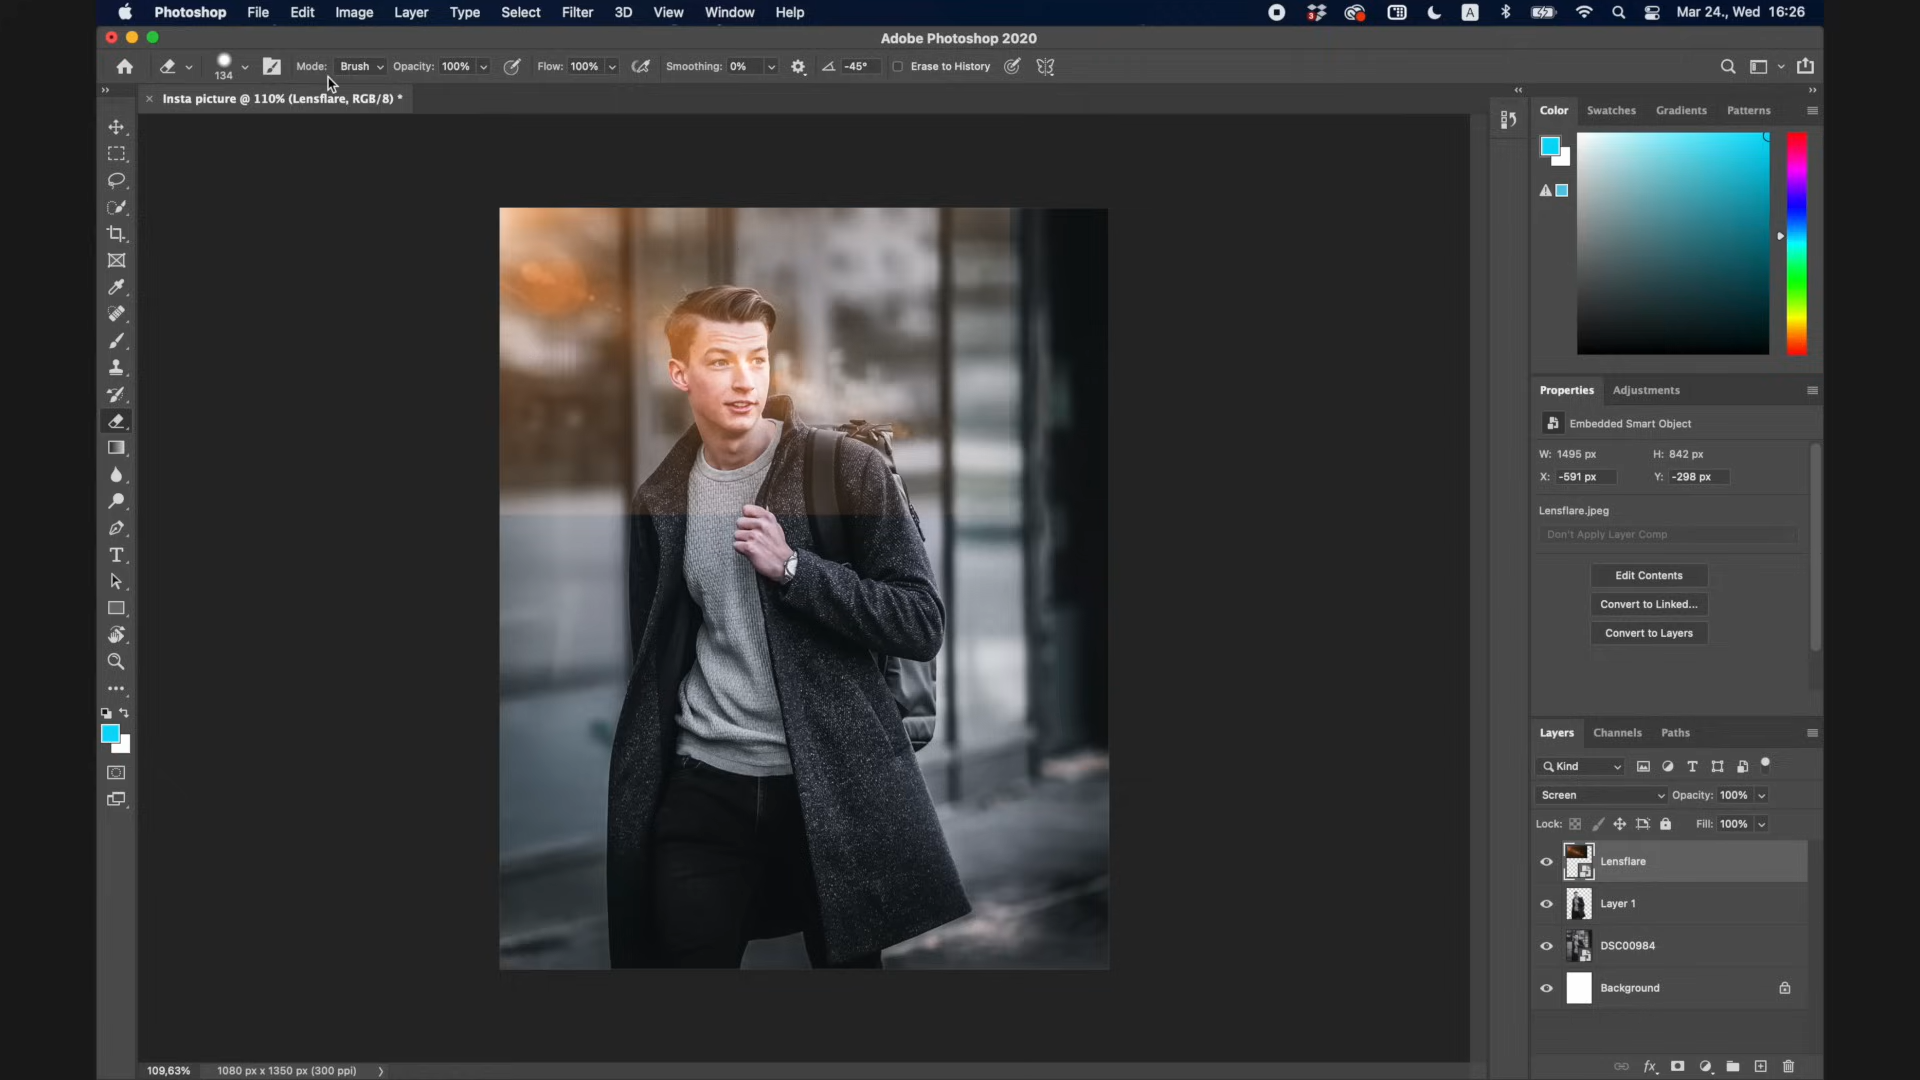 Photoshop File Edit Image Layer Type Select Filter 3D View Window Help 3 A Mar 24., Wed 16:26
Adobe Photoshop 2020
134 Mode: Brush Opacity: 100% Flow: 100% Smoothing: 0% -45° Erase to History
Insta picture @ 110% (Lensflare, RGB/8) *
Color Swatches Gradients Patterns
Properties Adjustments
Embedded Smart Object
W: 1495 px H: 842 px
X: -591 px Y: -298 px
Lensflare.jpeg
Don't Apply Layer Comp
Edit Contents
Convert to Linked...
Convert to Layers
Layers Channels Paths
Kind
Screen Opacity: 100%
Lock: Fill: 100%
Lensflare
Layer 1
DSC00984
Background
109,63% 1080 px x 1350 px (300 ppi)